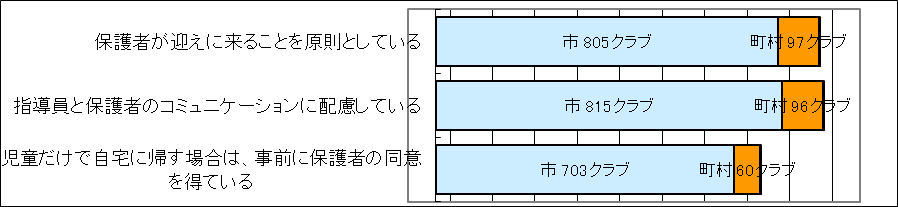 保護者が迎えに来ることを原則としている
市 805クラブ
町村 97クラブ
指導員と保護者のコミュニケーションに配慮している
市 815クラブ
町村 96クラブ
児童だけで自宅に帰す場合は、事前に保護者の同意
を得ている
市 703クラブ
町村 60クラブ